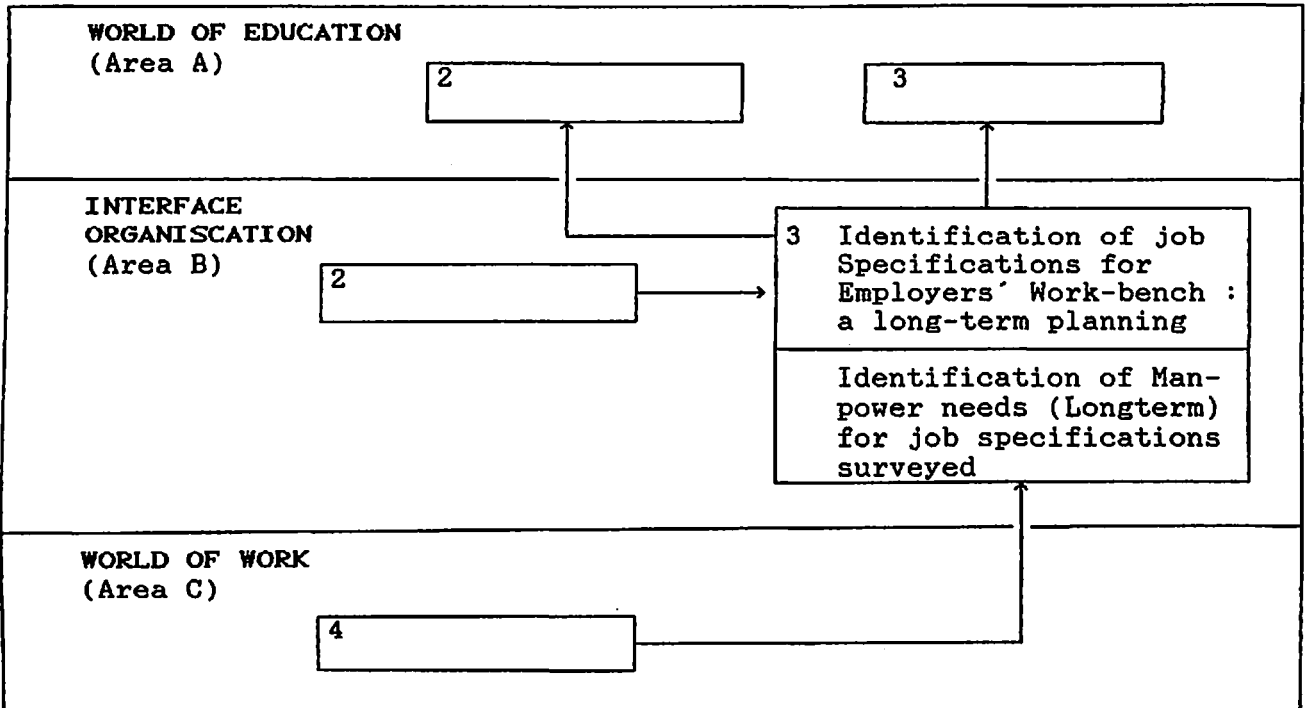 WORLD OF EDUCATION
(Area A)
2
3
INTERFACE
ORGANISCATION
(Area B)
2
3 Identification of job
Specifications for
Employers´ Work-bench :
a long-term planning
Identification of Man-
power needs (Longterm)
for job specifications
surveyed
WORLD OF WORK
(Area C)
4